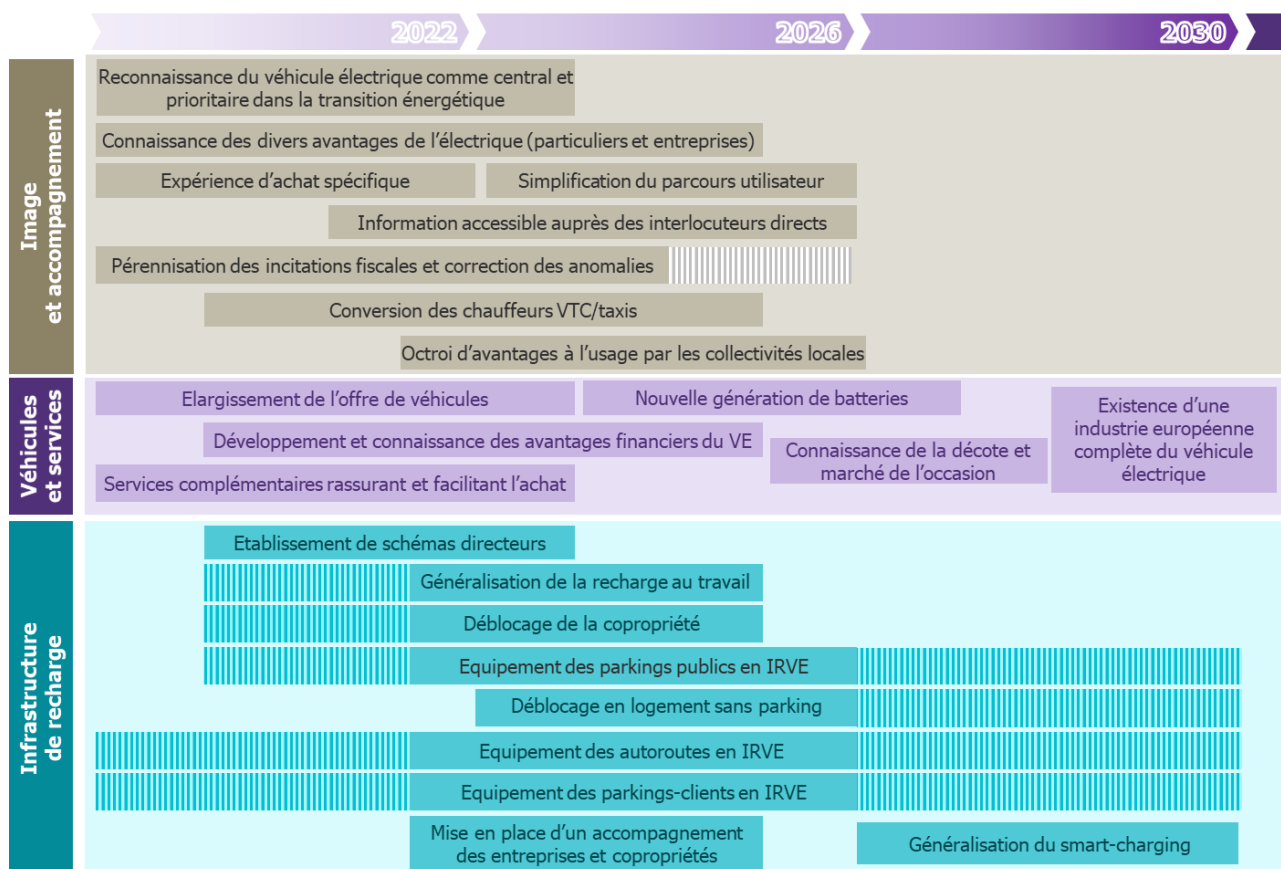 2022
2026
2030
Image
et accompagnement
Reconnaissance du véhicule électrique comme central et
prioritaire dans la transition énergétique
Connaissance des divers avantages de l'électrique (particuliers et entreprises)
Expérience d'achat spécifique
Simplification du parcours utilisateur
Information accessible auprès des interlocuteurs directs
Pérennisation des incitations fiscales et correction des anomalies
Conversion des chauffeurs VTC/taxis
Octroi d'avantages à l'usage par les collectivités locales
Véhicules
et services
Elargissement de l'offre de véhicules
Nouvelle génération de batteries
Existence d'une
industrie européenne
complète du véhicule
électrique
Développement et connaissance des avantages financiers du VE
Connaissance de la décote et
marché de l'occasion
Services complémentaires rassurant et facilitant l'achat
Infrastructure
de recharge
Etablissement de schémas directeurs
Généralisation de la recharge au travail
Déblocage de la copropriété
Equipement des parkings publics en IRVE
Déblocage en logement sans parking
Equipement des autoroutes en IRVE
Equipement des parkings-clients en IRVE
Mise en place d'un accompagnement
des entreprises et copropriétés
Généralisation du smart-charging